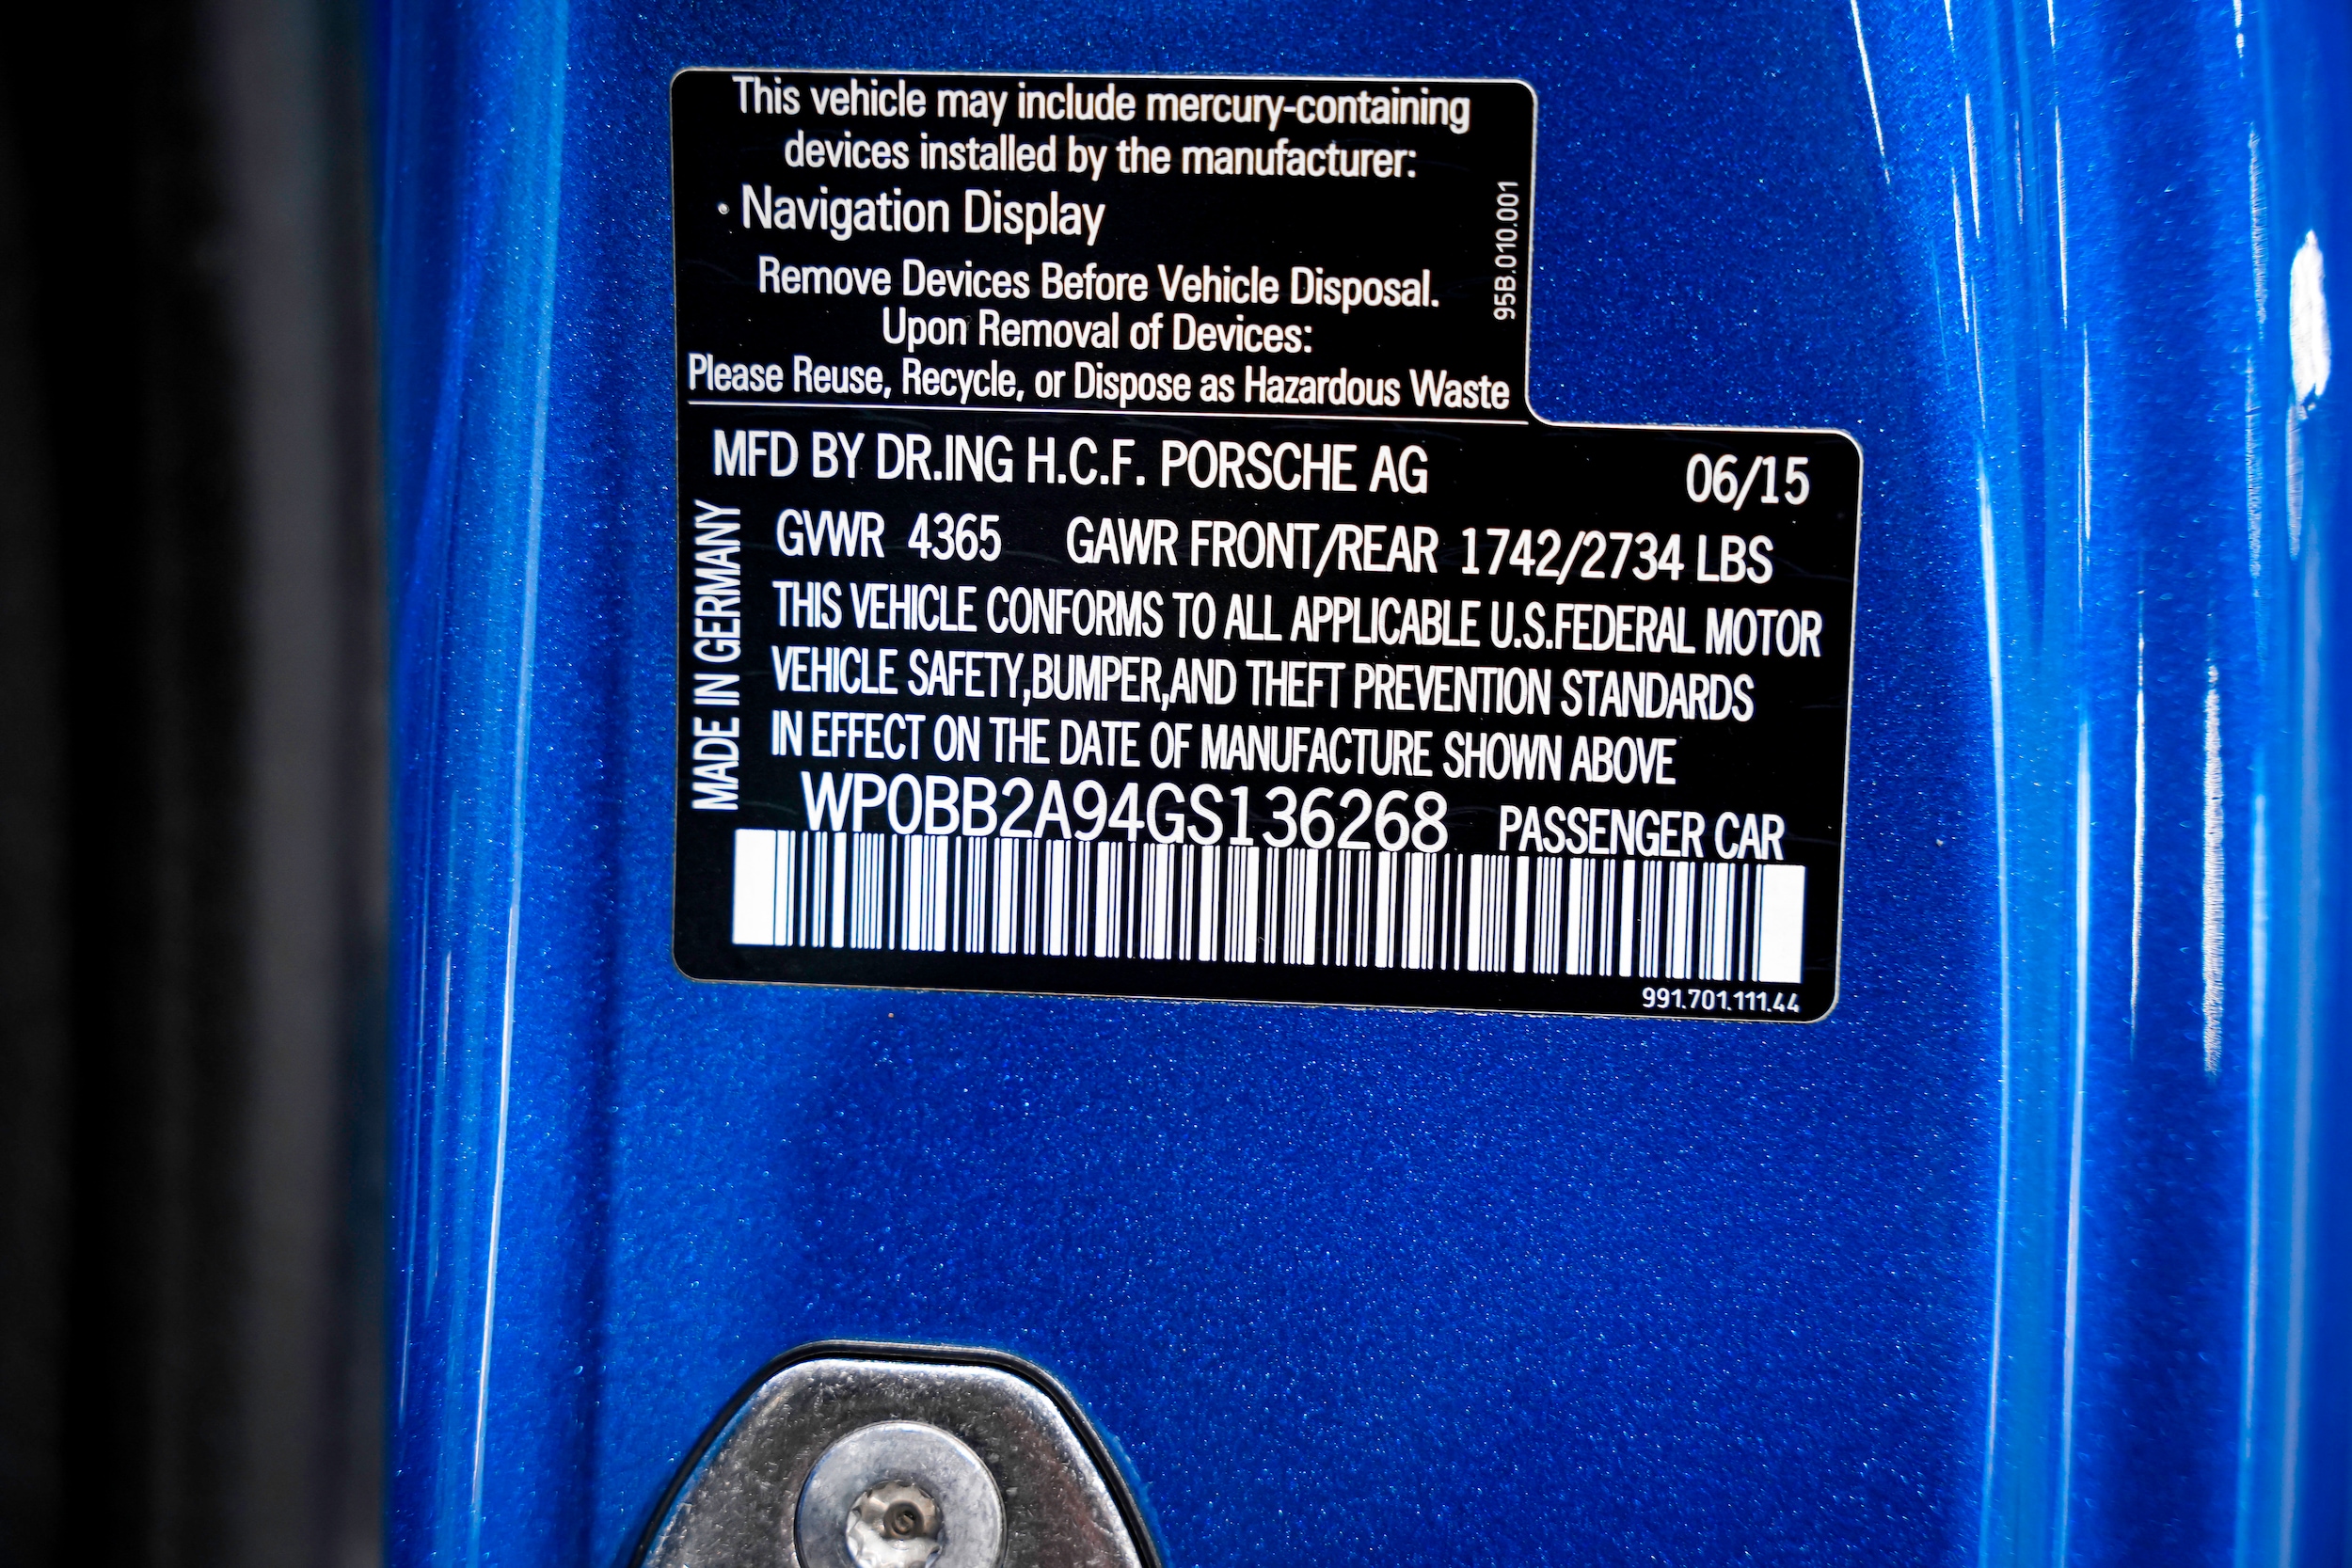 This vehicle may include mercury-containing
devices installed by the manufacturer:
• Navigation Display
Remove Devices Before Vehicle Disposal.
Upon Removal of Devices:
Please Reuse, Recycle, or Dispose as Hazardous Waste
95B.010.001
MFD BY DR.ING H.C.F. PORSCHE AG 06/15
MADE IN GERMANY
GVWR 4365 GAWR FRONT/REAR 1742/2734 LBS
THIS VEHICLE CONFORMS TO ALL APPLICABLE U.S.FEDERAL MOTOR
VEHICLE SAFETY,BUMPER,AND THEFT PREVENTION STANDARDS
IN EFFECT ON THE DATE OF MANUFACTURE SHOWN ABOVE
WP0BB2A94GS136268 PASSENGER CAR
991.701.111.44